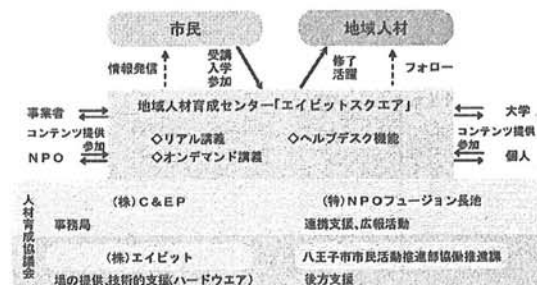 市民
地域人材
情報発信
受講
入学
参加
修了
活躍
フォロー
地域人材育成センター「エイビットスクエア」
事業者
コンテンツ提供
参加
NPO
◇リアル講義
◇オンデマンド講義
◇ヘルプデスク機能
大学
コンテンツ提供
参加
個人
人材育成協議会
(株)C&EP
事務局
(特)NPOフュージョン長池
連携支援、広報活動
(株)エイビット
場の提供、技術的支援(ハードウエア)
八王子市市民活動推進部協働推進課
後方支援